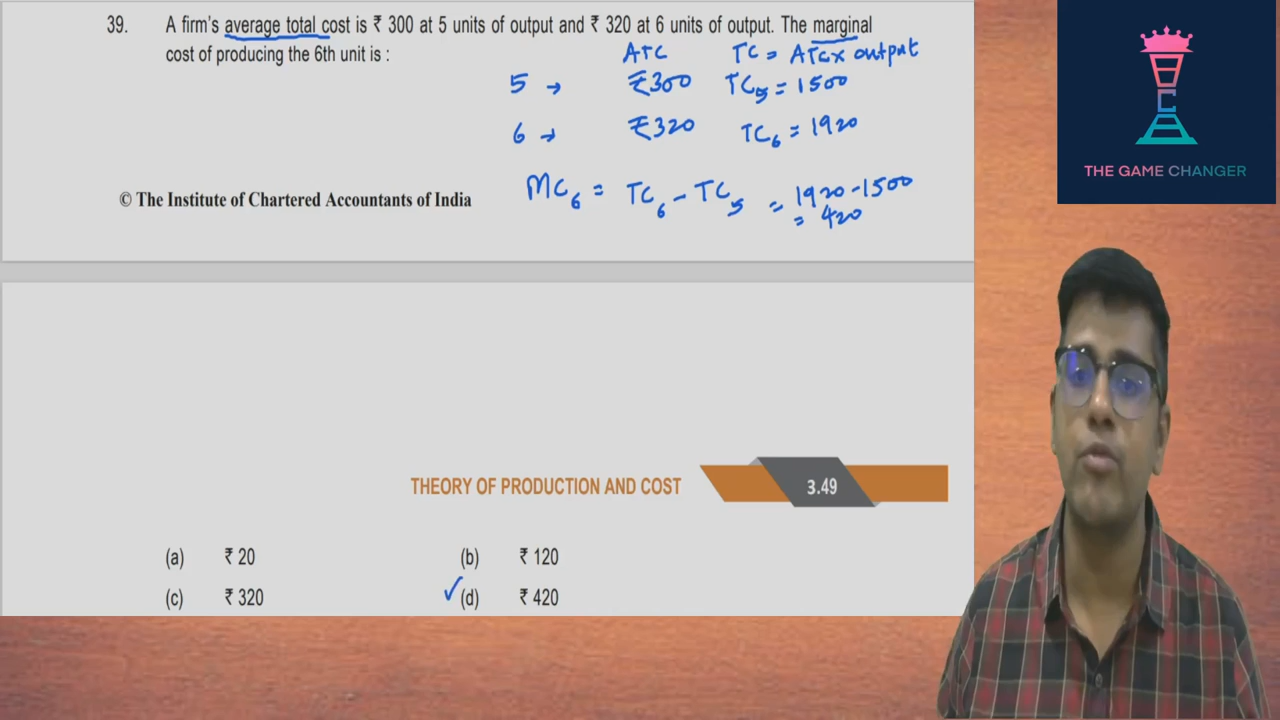 39. A firm's average total cost is ₹ 300 at 5 units of output and ₹ 320 at 6 units of output. The marginal
cost of producing the 6th unit is :
ATC TC = ATC x output
5 → ₹300 TC5 = 1500
6 → ₹320 TC6 = 1920
MC6 = TC6 - TC5 = 1920 - 1500
= 420
© The Institute of Chartered Accountants of India
THE GAME CHANGER
THEORY OF PRODUCTION AND COST 3.49
(a) ₹ 20 (b) ₹ 120
(c) ₹ 320 ✓(d) ₹ 420